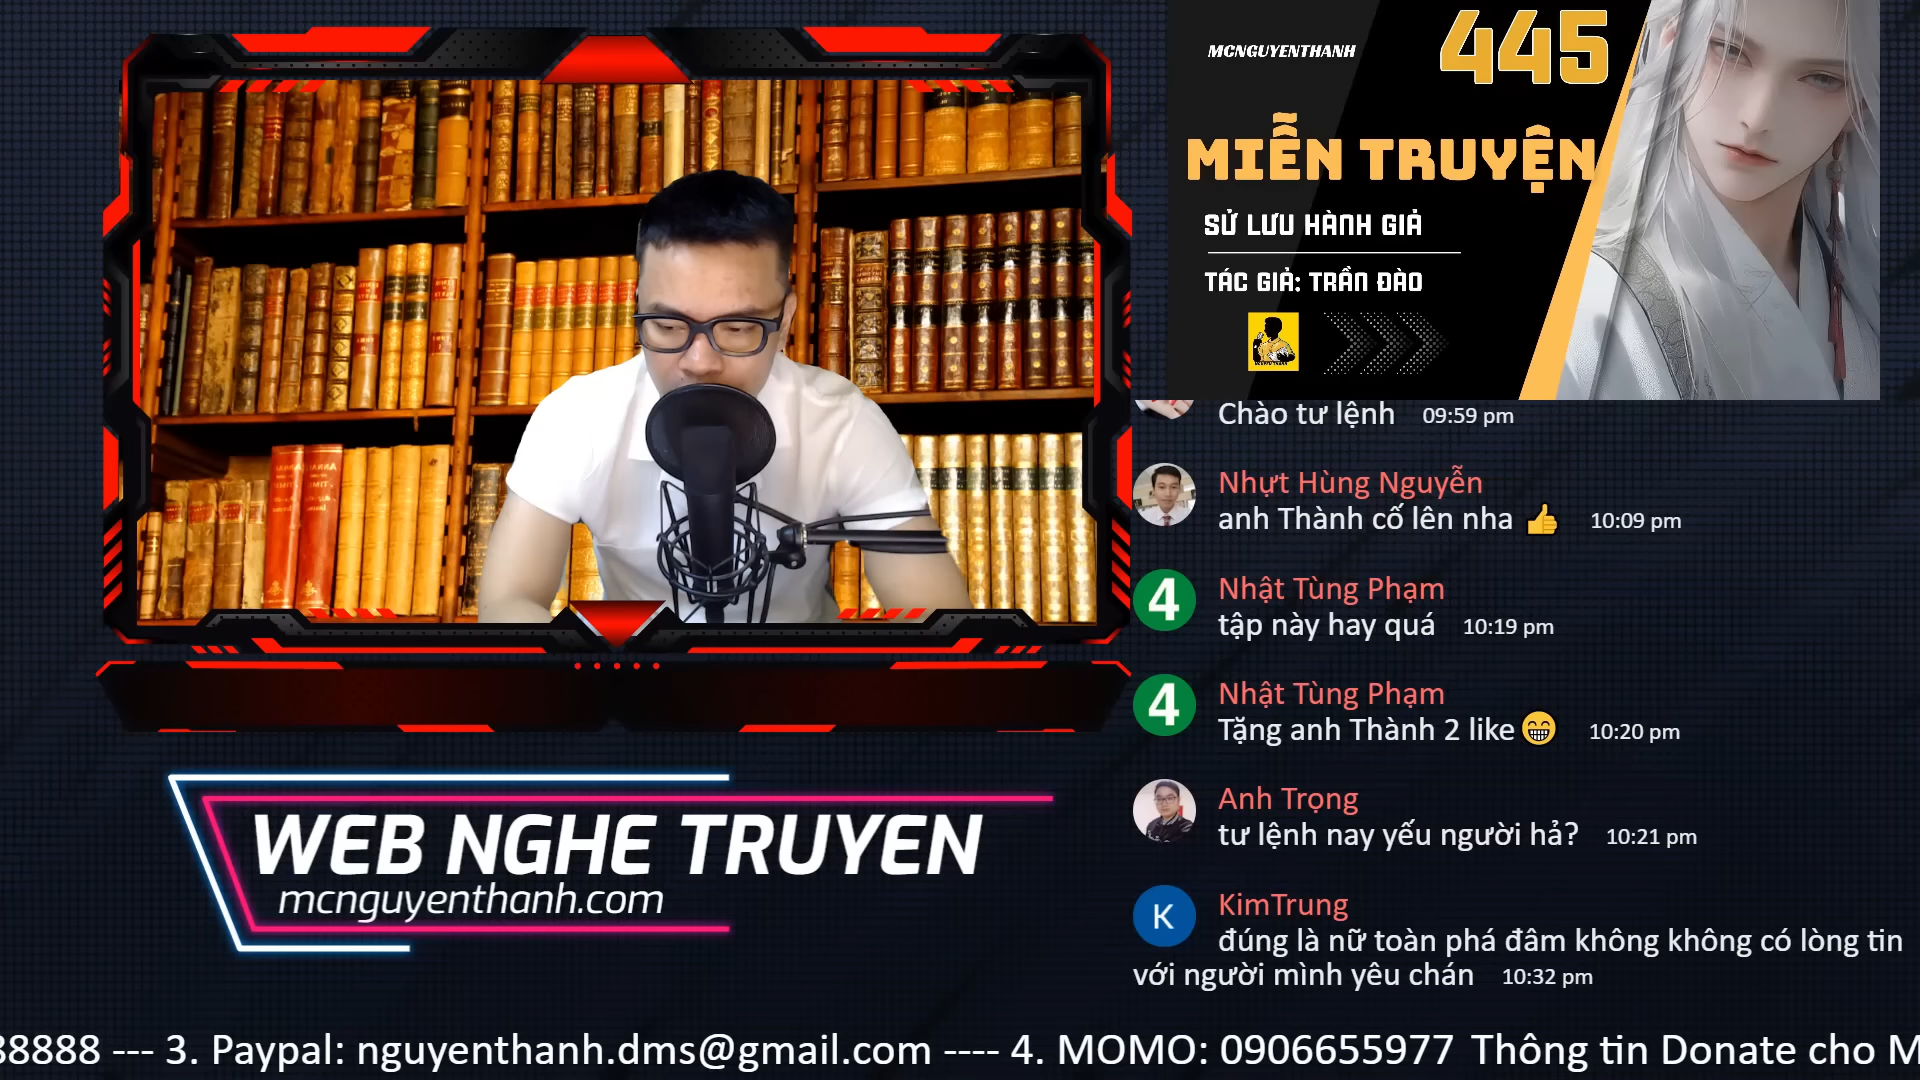 MCNGUYENTHANH
445
MIỄN TRUYỆN
SỬ LƯU HÀNH GIẢ
TÁC GIẢ: TRẦN ĐÀO
Chào tư lệnh 09:59 pm
Nhựt Hùng Nguyễn
anh Thành cố lên nha 👍 10:09 pm
4
Nhật Tùng Phạm
tập này hay quá 10:19 pm
4
Nhật Tùng Phạm
Tặng anh Thành 2 like 😁 10:20 pm
Anh Trọng
tư lệnh nay yếu người hả? 10:21 pm
K
KimTrung
đúng là nữ toàn phá đâm không không có lòng tin
với người mình yêu chán 10:32 pm
WEB NGHE TRUYEN
mcnguyenthanh.com
88888 --- 3. Paypal: nguyenthanh.dms@gmail.com ---- 4. MOMO: 0906655977 Thông tin Donate cho M